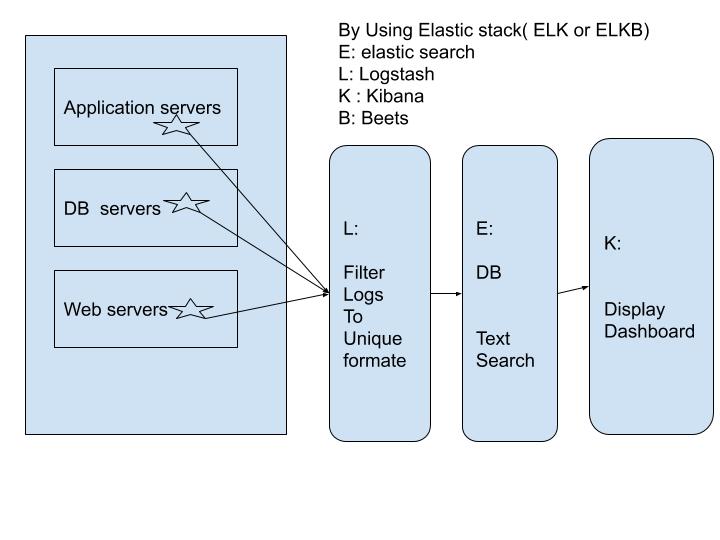 By Using Elastic stack( ELK or ELKB)
E: elastic search
L: Logstash
K : Kibana
B: Beets
Application servers
DB  servers
Web servers
L:
Filter
Logs
To
Unique
formate
E:
DB
Text
Search
K:
Display
Dashboard